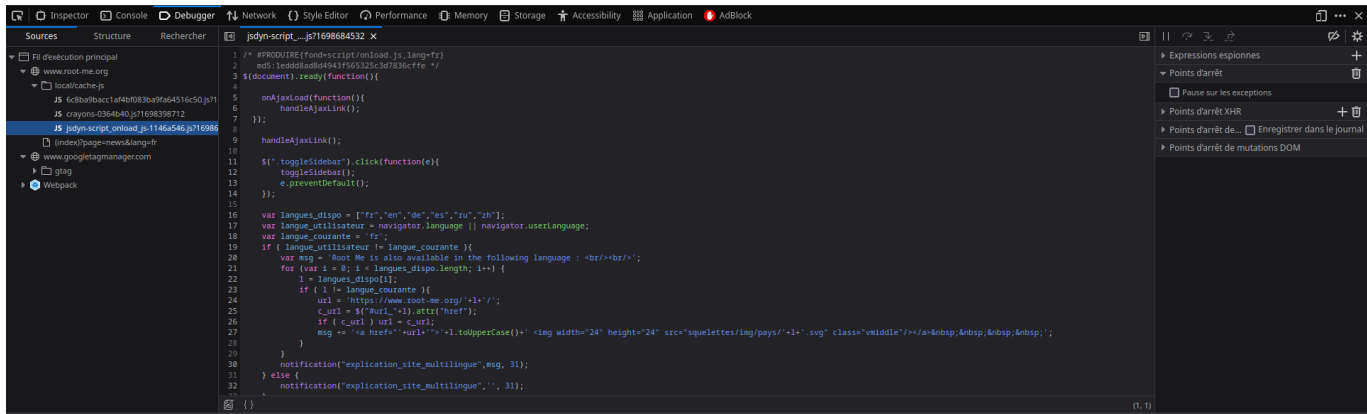 Inspector Console Debugger Network {} Style Editor Performance Memory Storage Accessibility Application AdBlock
Sources Structure Rechercher
Fil d'exécution principal
www.root-me.org
local/cache-js
JS 6c8ba9bacc1af4bf083ba9fa64516c50.js?1
JS crayons-0364b40.js?1698398712
JS jsdyn-script_onload_js-1146a546.js?16986
(index)?page=news&lang=fr
www.googletagmanager.com
gtag
Webpack
jsdyn-script_....js?1698684532
1 /* #PRODUIRE{fond=script/onload.js,lang=fr}
2 md5:1eddd8ad8d4943f565325c3d7836cffe */
3 $(document).ready(function(){
4
5 onAjaxLoad(function(){
6 handleAjaxLink();
7 });
8
9 handleAjaxLink();
10
11 $(".toggleSidebar").click(function(e){
12 toggleSidebar();
13 e.preventDefault();
14 });
15
16 var langues_dispo = ["fr","en","de","es","ru","zh"];
17 var langue_utilisateur = navigator.language || navigator.userLanguage;
18 var langue_courante = 'fr';
19 if ( langue_utilisateur != langue_courante ){
20 var msg = 'Root Me is also available in the following language : <br/><br/>';
21 for (var i = 0; i < langues_dispo.length; i++) {
22 l = langues_dispo[i];
23 if ( l != langue_courante ){
24 url = 'https://www.root-me.org/'+l+'/';
25 c_url = $("#url_"+l).attr("href");
26 if ( c_url ) url = c_url;
27 msg += '<a href="'+url+'">'+l.toUpperCase()+' <img width="24" height="24" src="squelettes/img/pays/'+l+'.svg" class="vmiddle"/></a>&nbsp;&nbsp;&nbsp;&nbsp;';
28 }
29 }
30 notification("explication_site_multilingue",msg, 31);
31 } else {
32 notification("explication_site_multilingue",'', 31);
{ }
(1, 1)
Expressions espionnes
Points d'arrêt
Pause sur les exceptions
Points d'arrêt XHR
Points d'arrêt de... Enregistrer dans le journal
Points d'arrêt de mutations DOM